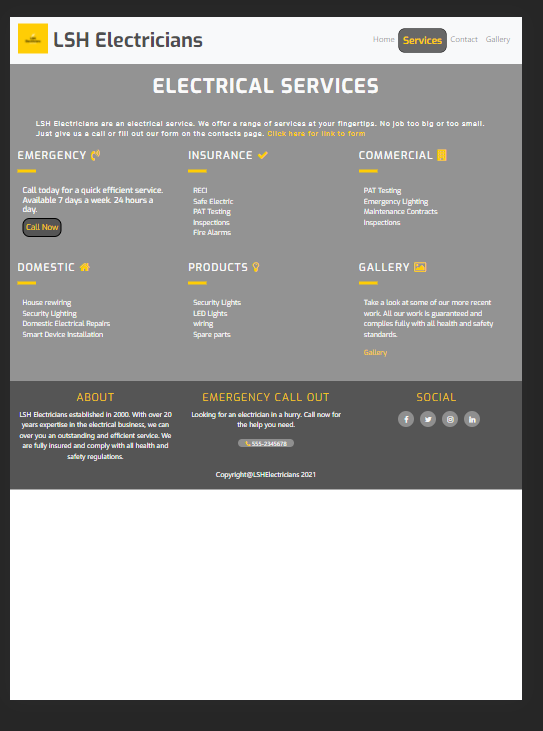 LSH Electricians
Home Services Contact Gallery
ELECTRICAL SERVICES
LSH Electricians are an electrical service. We offer a range of services at your fingertips. No job too big or too small.
Just give us a call or fill out our form on the contacts page. Click here for link to form
EMERGENCY
Call today for a quick efficient service.
Available 7 days a week. 24 hours a
day.
Call Now
INSURANCE
RECI
Safe Electric
PAT Testing
Inspections
Fire Alarms
COMMERCIAL
PAT Testing
Emergency Lighting
Maintenance Contracts
Inspections
DOMESTIC
House rewiring
Security Lighting
Domestic Electrical Repairs
Smart Device Installation
PRODUCTS
Security Lights
LED Lights
wiring
Spare parts
GALLERY
Take a look at some of our more recent
work. All our work is guaranteed and
complies fully with all health and safety
standards.
Gallery
ABOUT
LSH Electricians established in 2000. With over 20
years expertise in the electrical business, we can
over you an outstanding and efficient service. We
are fully insured and comply with all health and
safety regulations.
EMERGENCY CALL OUT
Looking for an electrician in a hurry. Call now for
the help you need.
555-2345678
SOCIAL
Copyright@LSHElectricians 2021